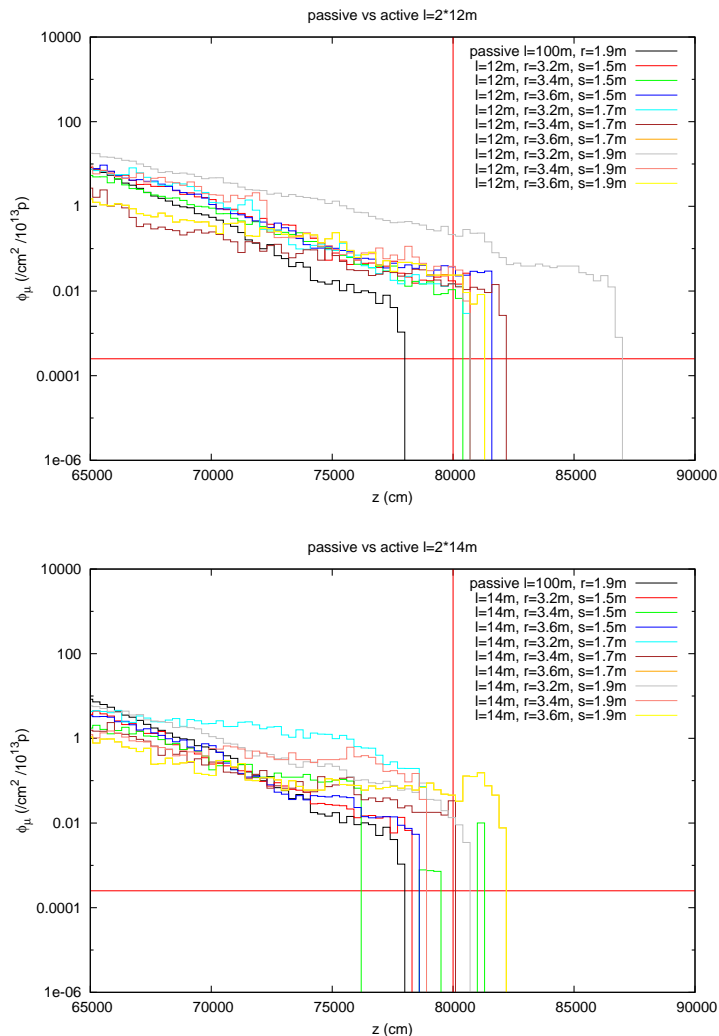 passive vs active l=2*12m
10000
100
1
0.01
0.0001
1e-06
ϕμ (/cm² /10¹³p)
passive l=100m, r=1.9m
l=12m, r=3.2m, s=1.5m
l=12m, r=3.4m, s=1.5m
l=12m, r=3.6m, s=1.5m
l=12m, r=3.2m, s=1.7m
l=12m, r=3.4m, s=1.7m
l=12m, r=3.6m, s=1.7m
l=12m, r=3.2m, s=1.9m
l=12m, r=3.4m, s=1.9m
l=12m, r=3.6m, s=1.9m
65000 70000 75000 80000 85000 90000
z (cm)
passive vs active l=2*14m
10000
100
1
0.01
0.0001
1e-06
ϕμ (/cm² /10¹³p)
passive l=100m, r=1.9m
l=14m, r=3.2m, s=1.5m
l=14m, r=3.4m, s=1.5m
l=14m, r=3.6m, s=1.5m
l=14m, r=3.2m, s=1.7m
l=14m, r=3.4m, s=1.7m
l=14m, r=3.6m, s=1.7m
l=14m, r=3.2m, s=1.9m
l=14m, r=3.4m, s=1.9m
l=14m, r=3.6m, s=1.9m
65000 70000 75000 80000 85000 90000
z (cm)